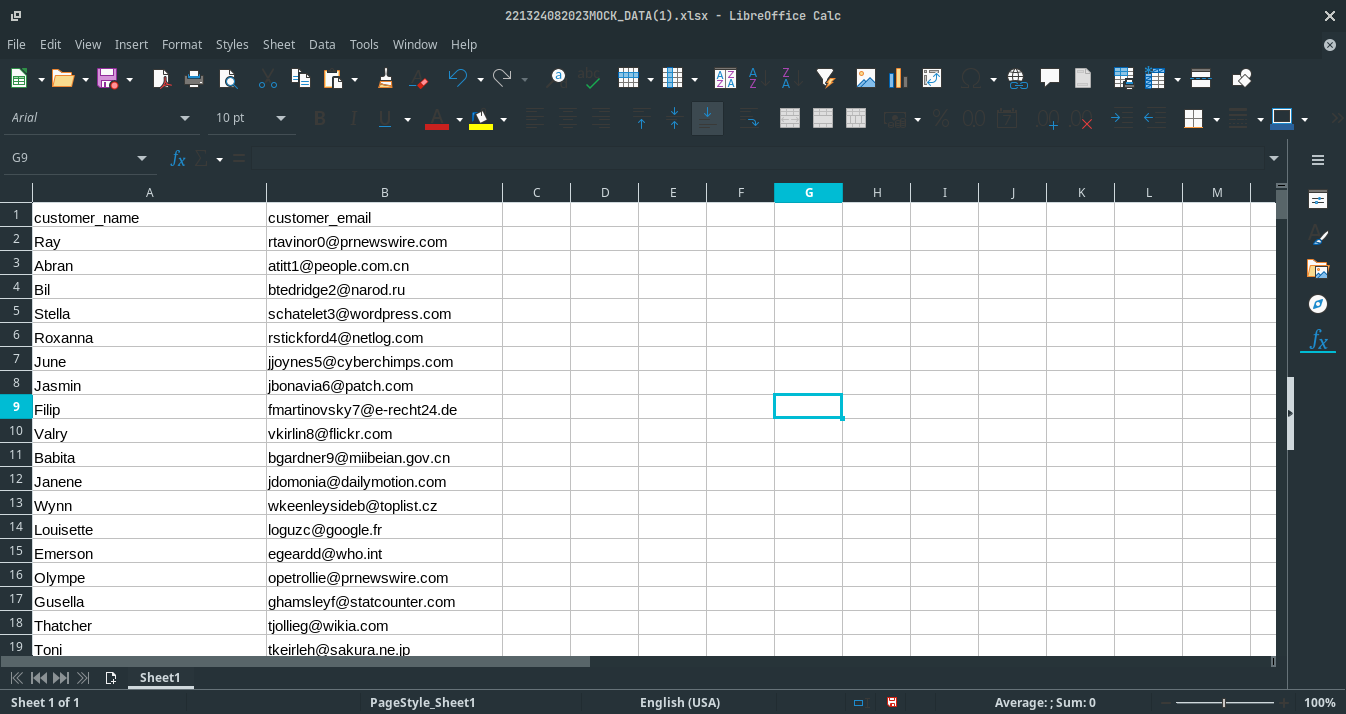 221324082023MOCK_DATA(1).xlsx - LibreOffice Calc
File Edit View Insert Format Styles Sheet Data Tools Window Help
Arial 10 pt
G9
A B C D E F G H I J K L M
1 customer_name customer_email
2 Ray rtavinor0@prnewswire.com
3 Abran atitt1@people.com.cn
4 Bil btedridge2@narod.ru
5 Stella schatelet3@wordpress.com
6 Roxanna rstickford4@netlog.com
7 June jjoynes5@cyberchimps.com
8 Jasmin jbonavia6@patch.com
9 Filip fmartinovsky7@e-recht24.de
10 Valry vkirlin8@flickr.com
11 Babita bgardner9@miibeian.gov.cn
12 Janene jdomonia@dailymotion.com
13 Wynn wkeenleysideb@toplist.cz
14 Louisette loguzc@google.fr
15 Emerson egeardd@who.int
16 Olympe opetrollie@prnewswire.com
17 Gusella ghamsleyf@statcounter.com
18 Thatcher tjollieg@wikia.com
19 Toni tkeirleh@sakura.ne.jp
Sheet1
Sheet 1 of 1 PageStyle_Sheet1 English (USA) Average: ; Sum: 0 100%